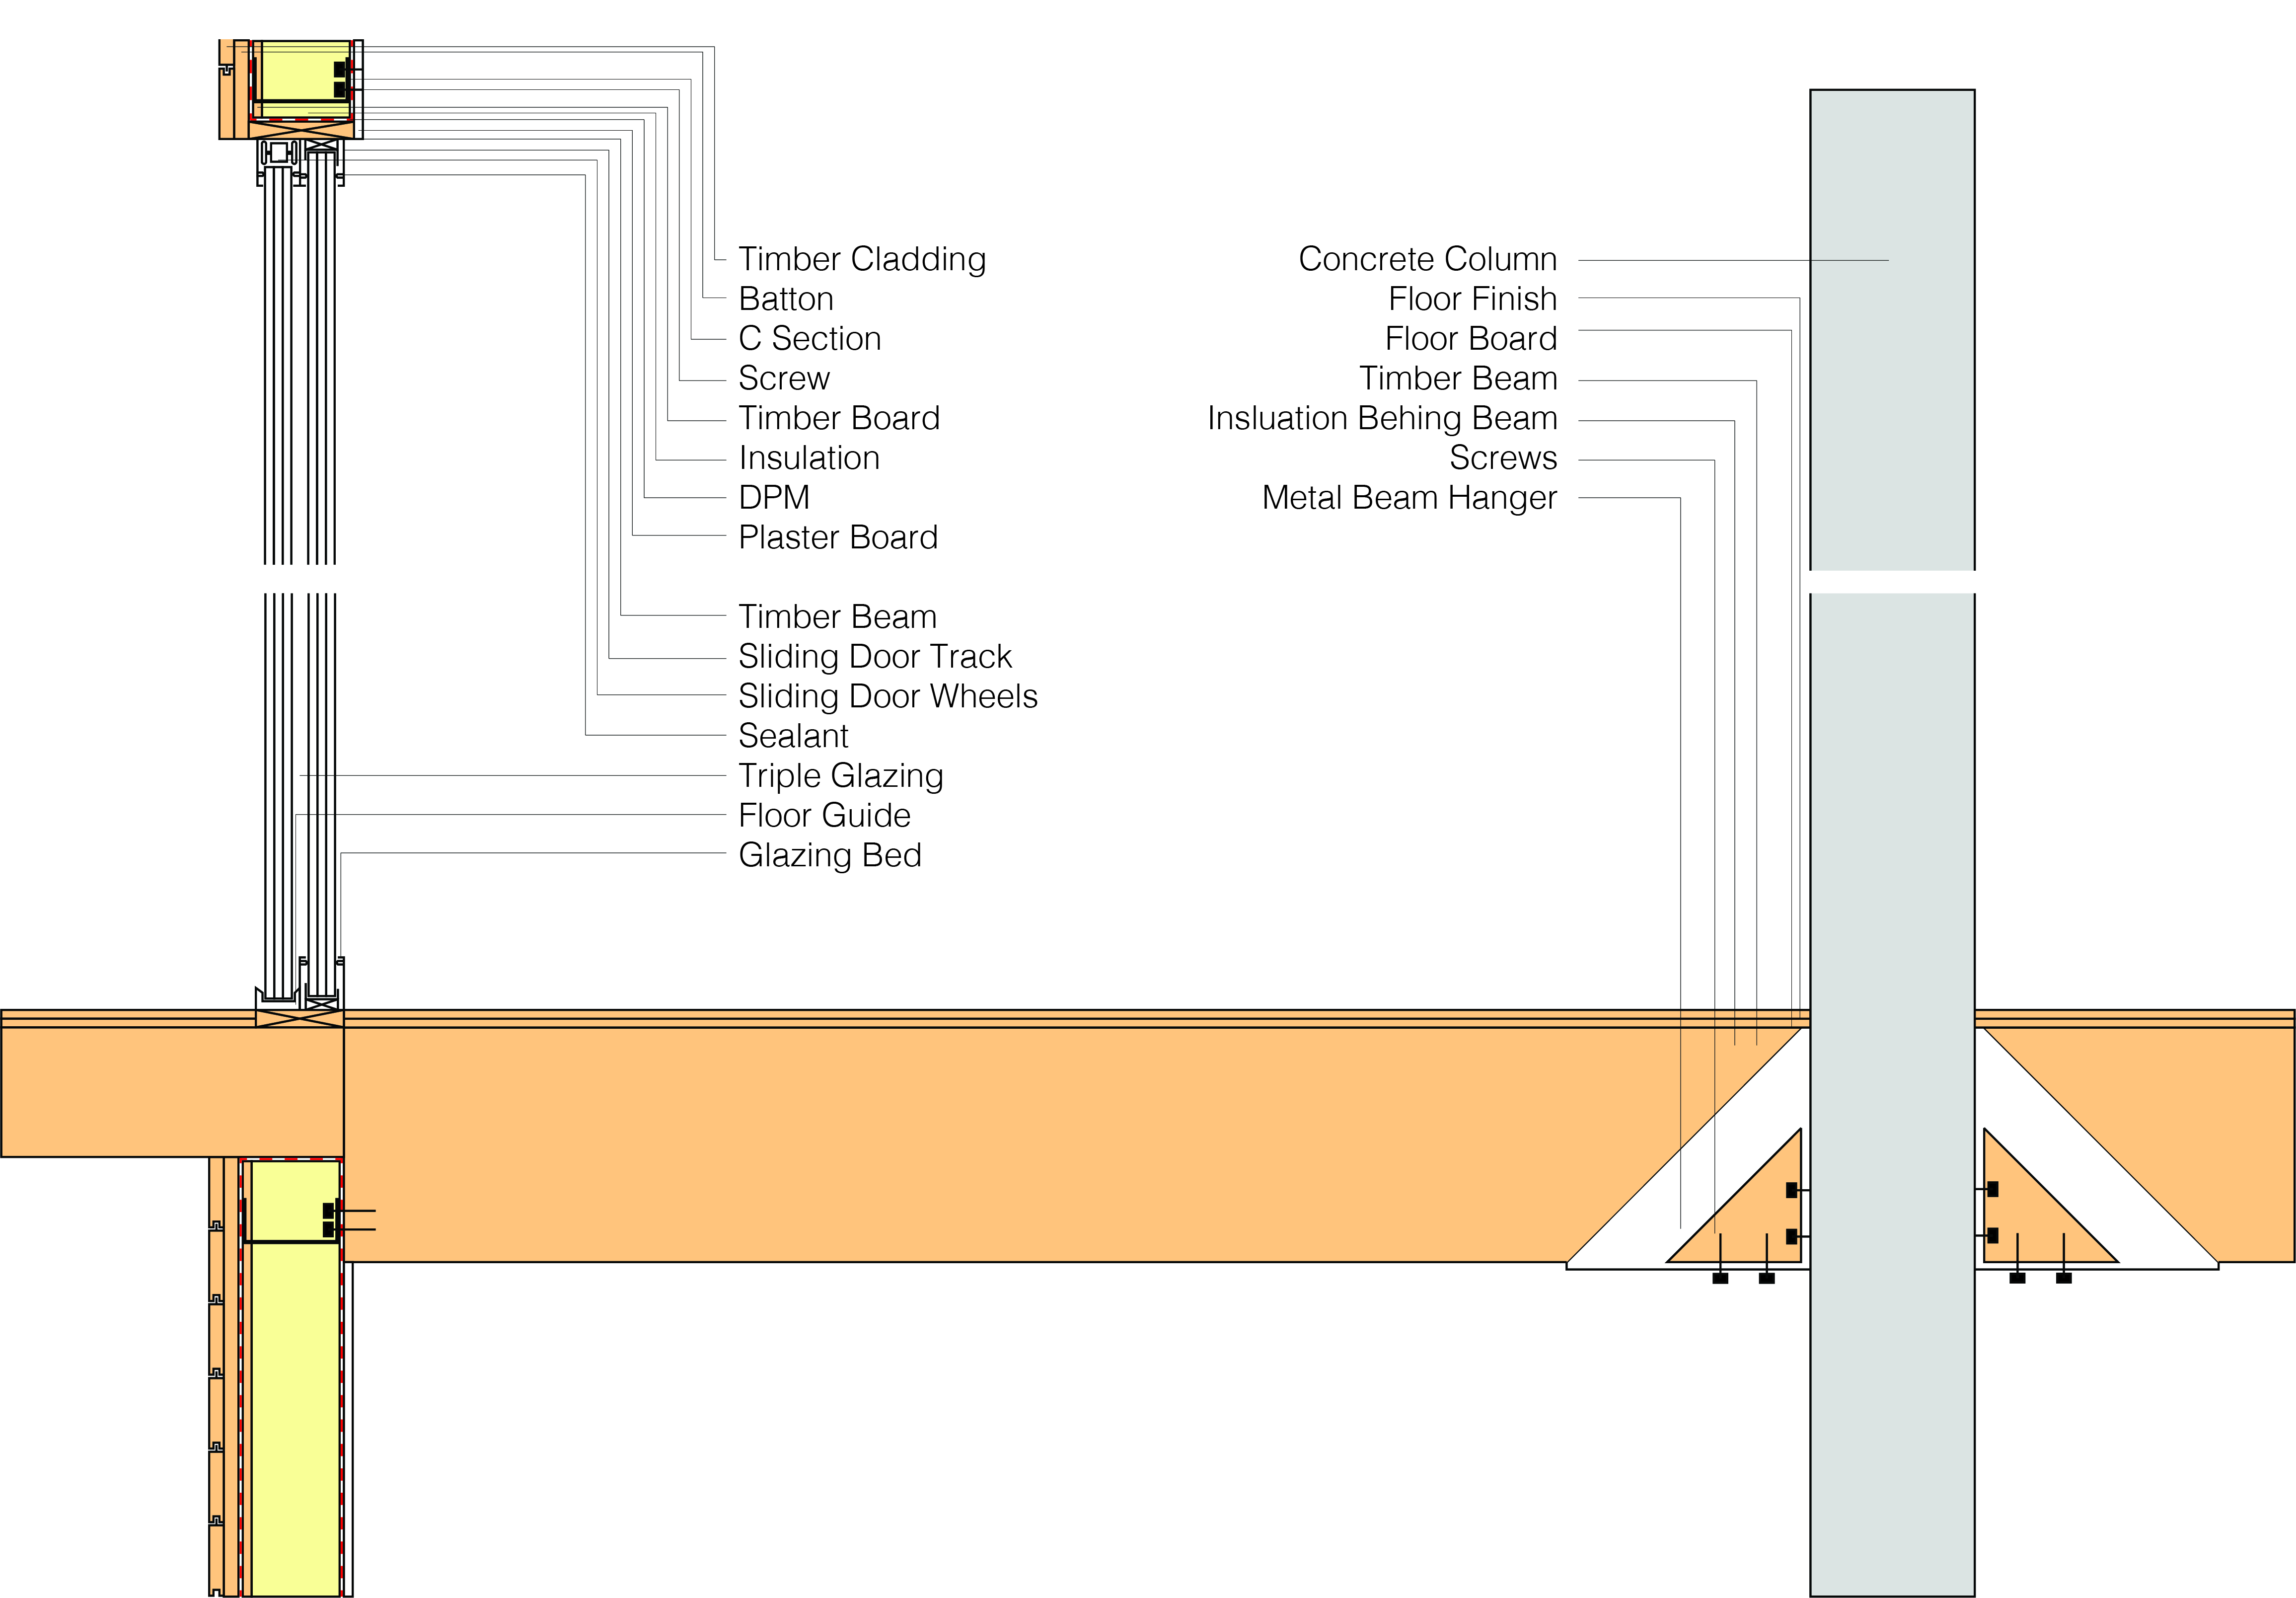 Timber Cladding
Batton
C Section
Screw
Timber Board
Insulation
DPM
Plaster Board
Timber Beam
Sliding Door Track
Sliding Door Wheels
Sealant
Triple Glazing
Floor Guide
Glazing Bed
Concrete Column
Floor Finish
Floor Board
Timber Beam
Insluation Behing Beam
Screws
Metal Beam Hanger